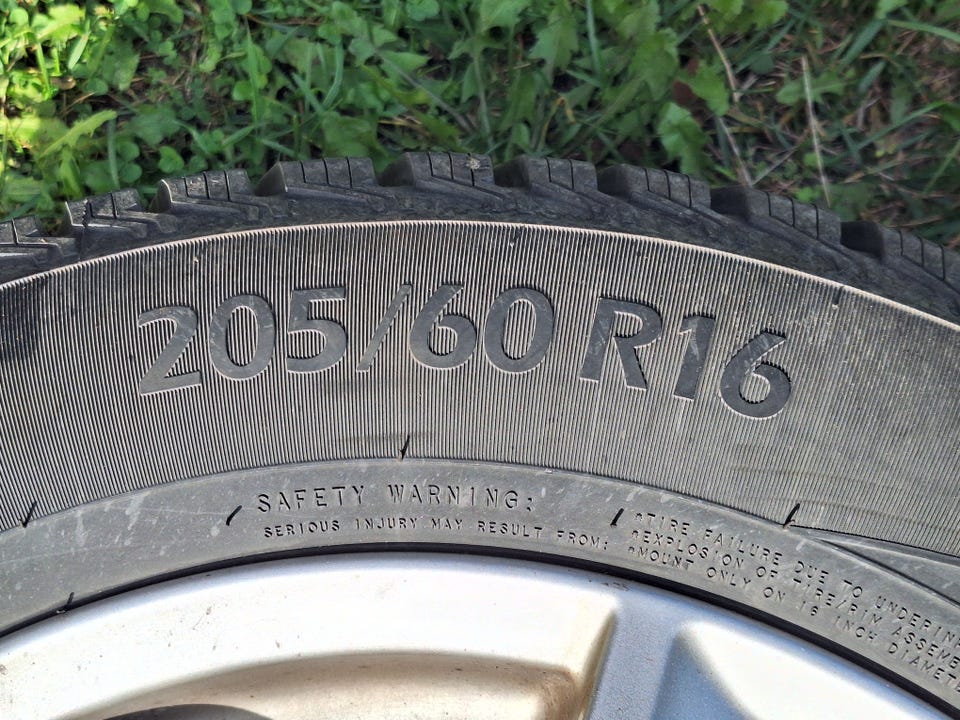 205/60 R16
SAFETY WARNING:
SERIOUS INJURY MAY RESULT FROM:
*TIRE FAILURE DUE TO
*EXPLOSION OF TIRE/RIM
*MOUNT ONLY ON 16 INCH